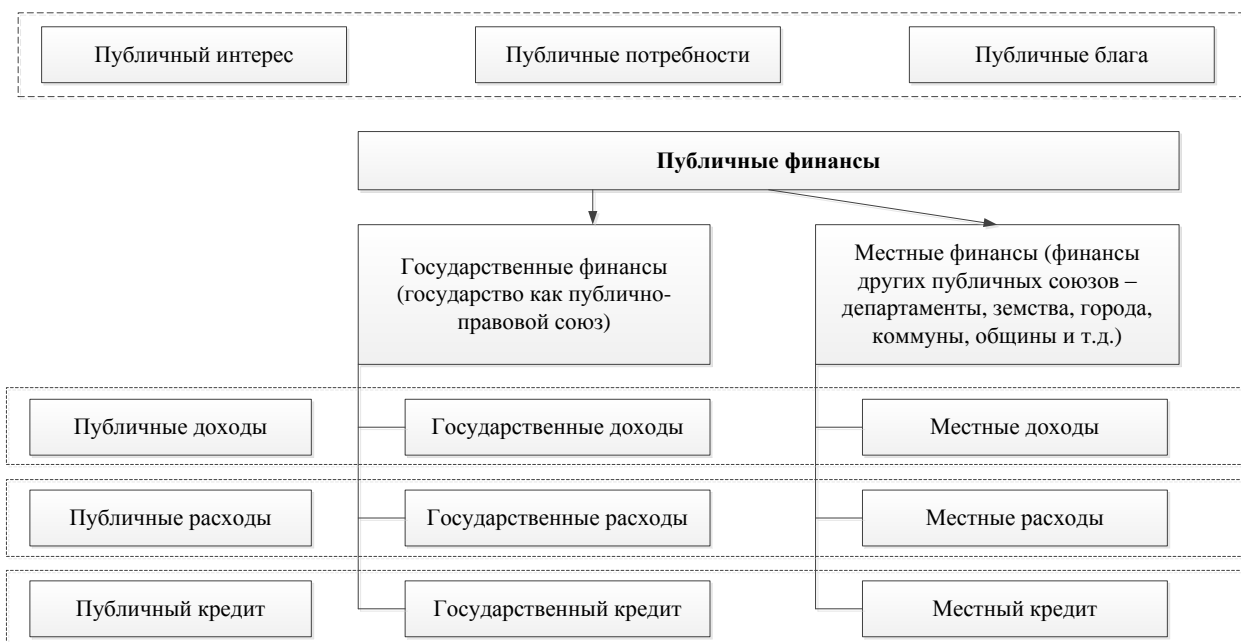 Публичный интерес
Публичные потребности
Публичные блага
Публичные финансы
Государственные финансы
(государство как публично-
правовой союз)
Местные финансы (финансы
других публичных союзов –
департаменты, земства, города,
коммуны, общины и т.д.)
Публичные доходы
Государственные доходы
Местные доходы
Публичные расходы
Государственные расходы
Местные расходы
Публичный кредит
Государственный кредит
Местный кредит